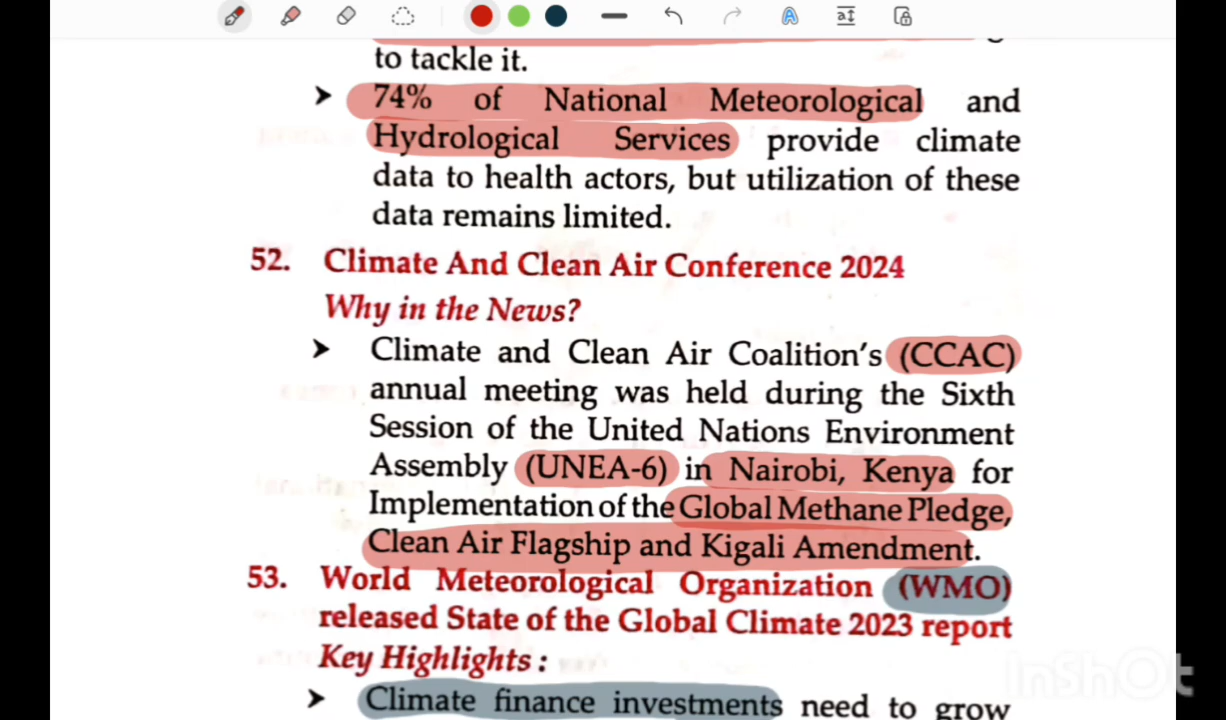 to tackle it.
➤ 74% of National Meteorological and
Hydrological Services provide climate
data to health actors, but utilization of these
data remains limited.
52. Climate And Clean Air Conference 2024
Why in the News?
➤ Climate and Clean Air Coalition's (CCAC)
annual meeting was held during the Sixth
Session of the United Nations Environment
Assembly (UNEA-6) in Nairobi, Kenya for
Implementation of the Global Methane Pledge,
Clean Air Flagship and Kigali Amendment.
53. World Meteorological Organization (WMO)
released State of the Global Climate 2023 report
Key Highlights :
➤ Climate finance investments need to grow
InShOt